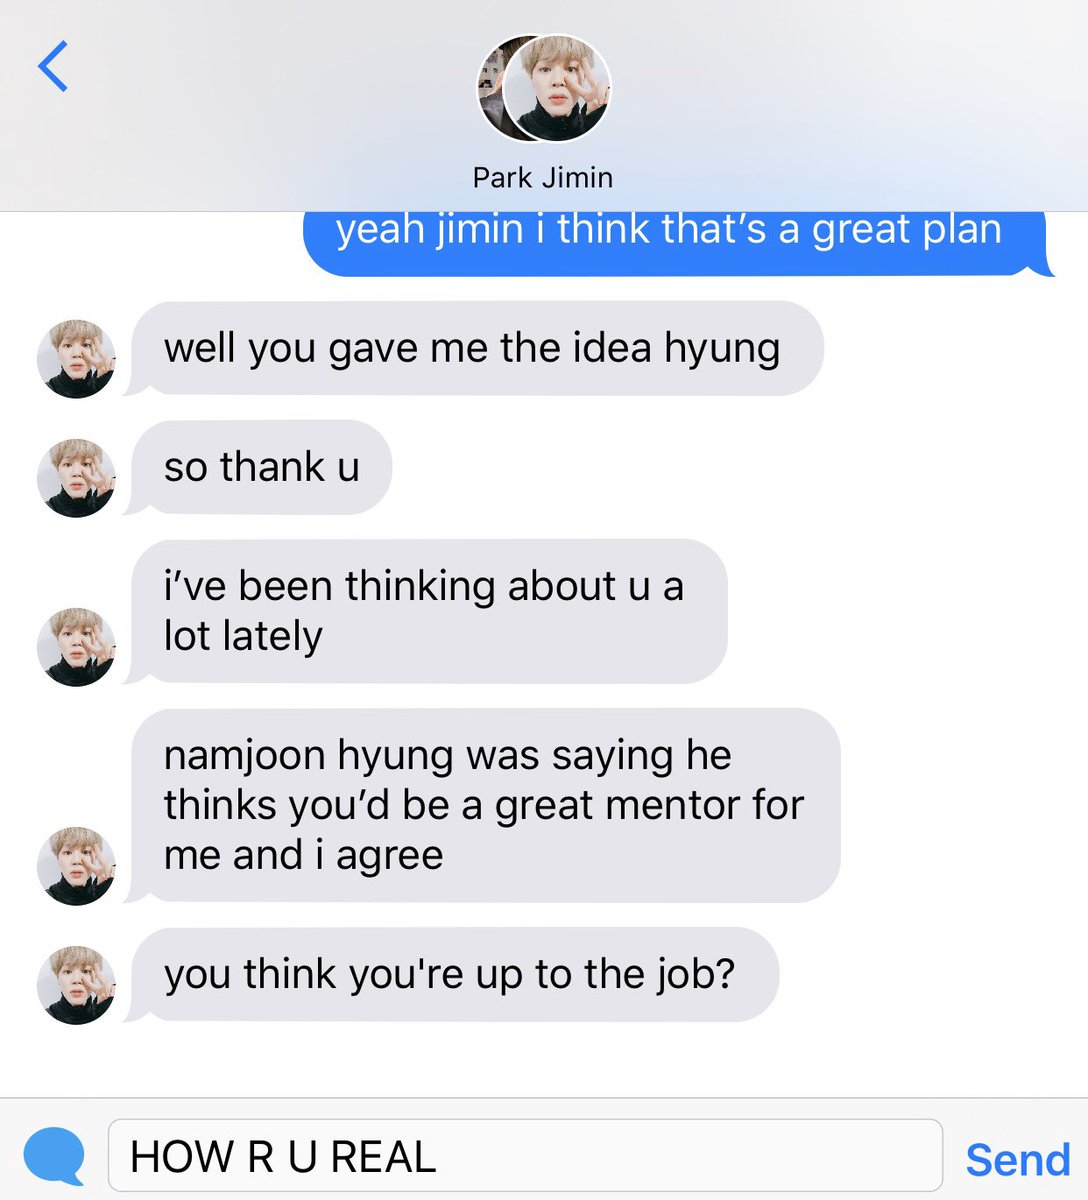 Park Jimin
yeah jimin i think that’s a great plan
well you gave me the idea hyung
so thank u
i’ve been thinking about u a
lot lately
namjoon hyung was saying he
thinks you’d be a great mentor for
me and i agree
you think you're up to the job?
HOW R U REAL
Send